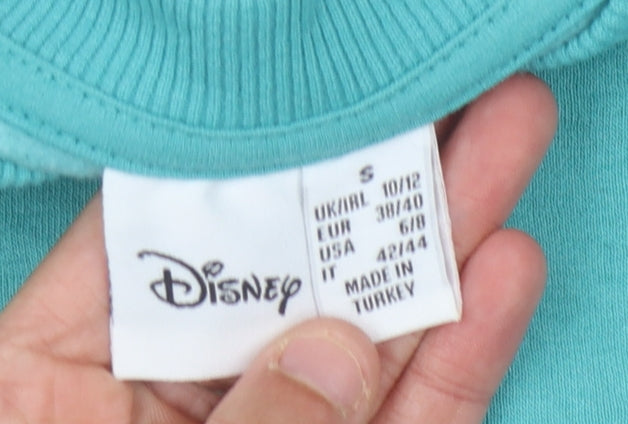 Disney
S
UK/IRL 10/12
EUR 38/40
USA 6/8
IT 42/44
MADE IN
TURKEY